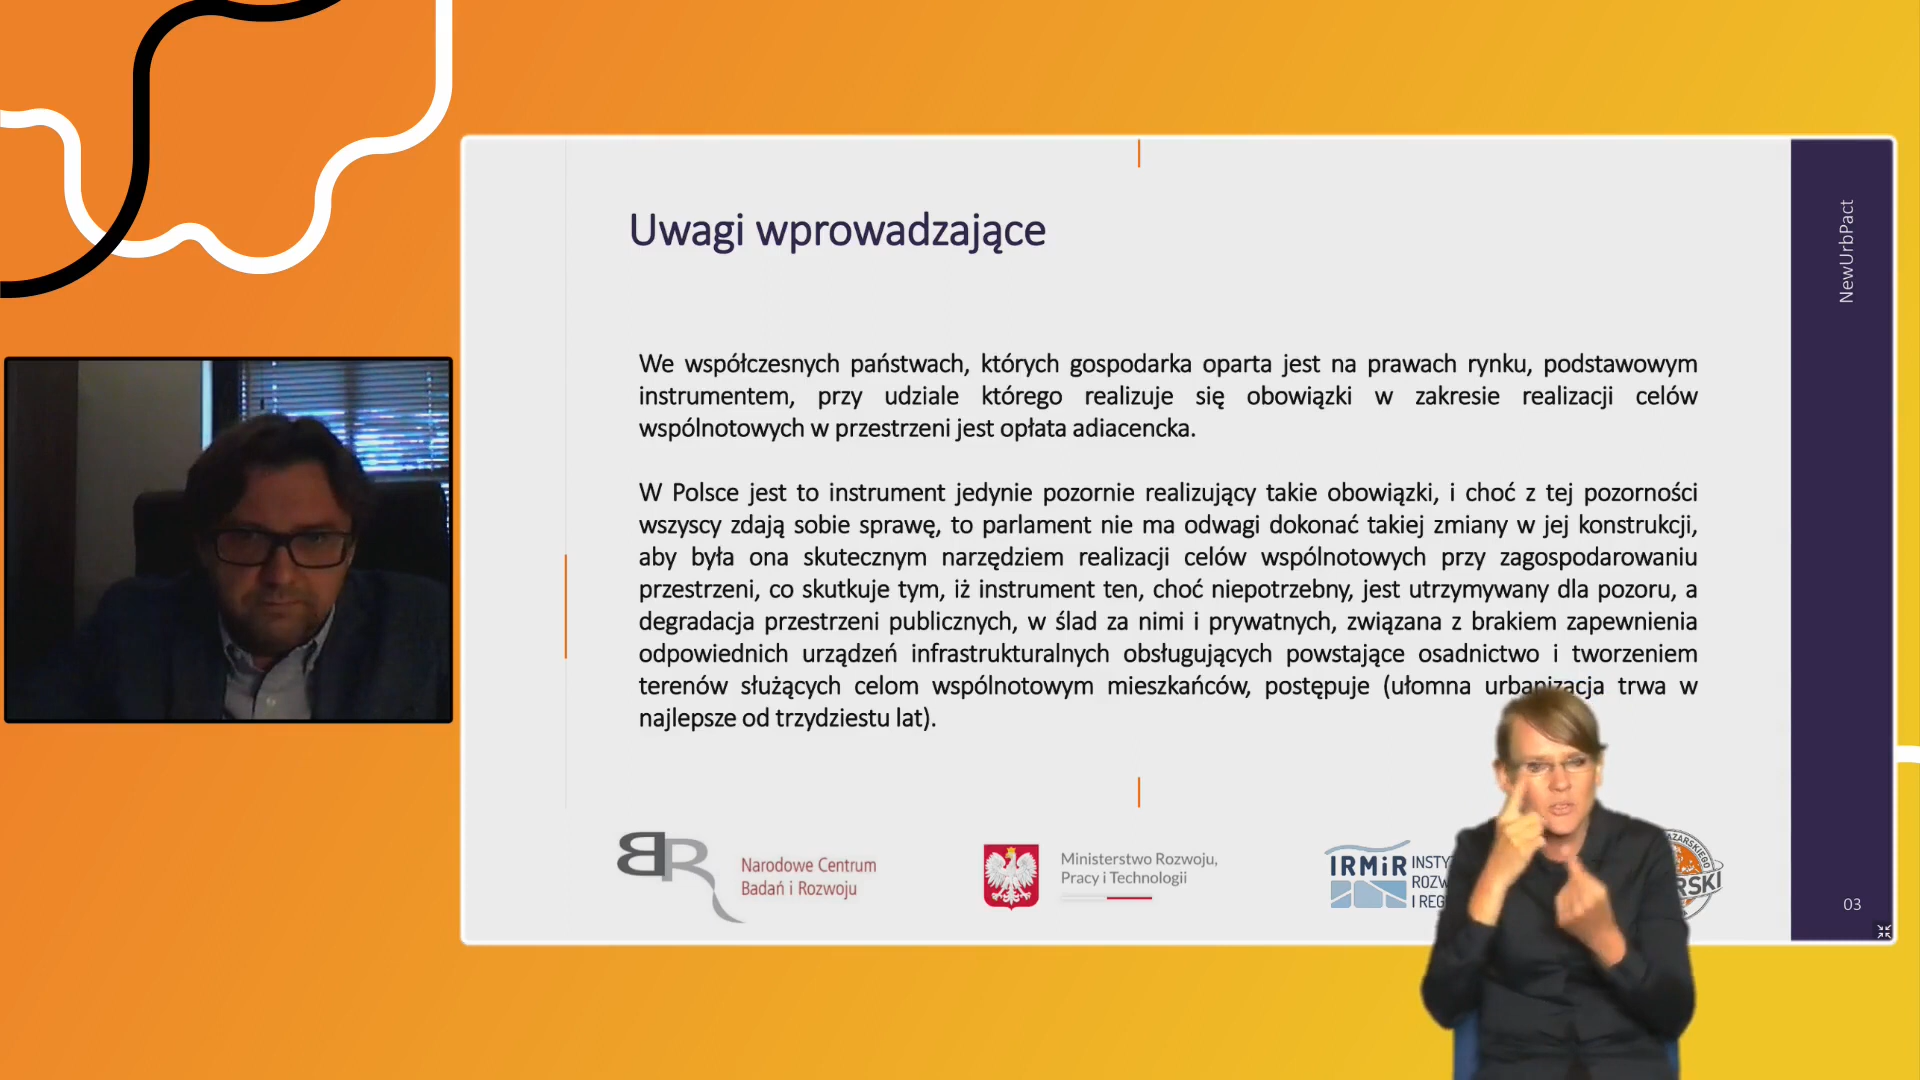 Uwagi wprowadzające
NewUrbPact
We współczesnych państwach, których gospodarka oparta jest na prawach rynku, podstawowym
instrumentem, przy udziale którego realizuje się obowiązki w zakresie realizacji celów
wspólnotowych w przestrzeni jest opłata adiacencka.
W Polsce jest to instrument jedynie pozornie realizujący takie obowiązki, i choć z tej pozorności
wszyscy zdają sobie sprawę, to parlament nie ma odwagi dokonać takiej zmiany w jej konstrukcji,
aby była ona skutecznym narzędziem realizacji celów wspólnotowych przy zagospodarowaniu
przestrzeni, co skutkuje tym, iż instrument ten, choć niepotrzebny, jest utrzymywany dla pozoru, a
degradacja przestrzeni publicznych, w ślad za nimi i prywatnych, związana z brakiem zapewnienia
odpowiednich urządzeń infrastrukturalnych obsługujących powstające osadnictwo i tworzeniem
terenów służących celom wspólnotowym mieszkańców, postępuje (ułomna urbanizacja trwa w
najlepsze od trzydziestu lat).
BR
Narodowe Centrum
Badań i Rozwoju
Ministerstwo Rozwoju,
Pracy i Technologii
IRMiR
03